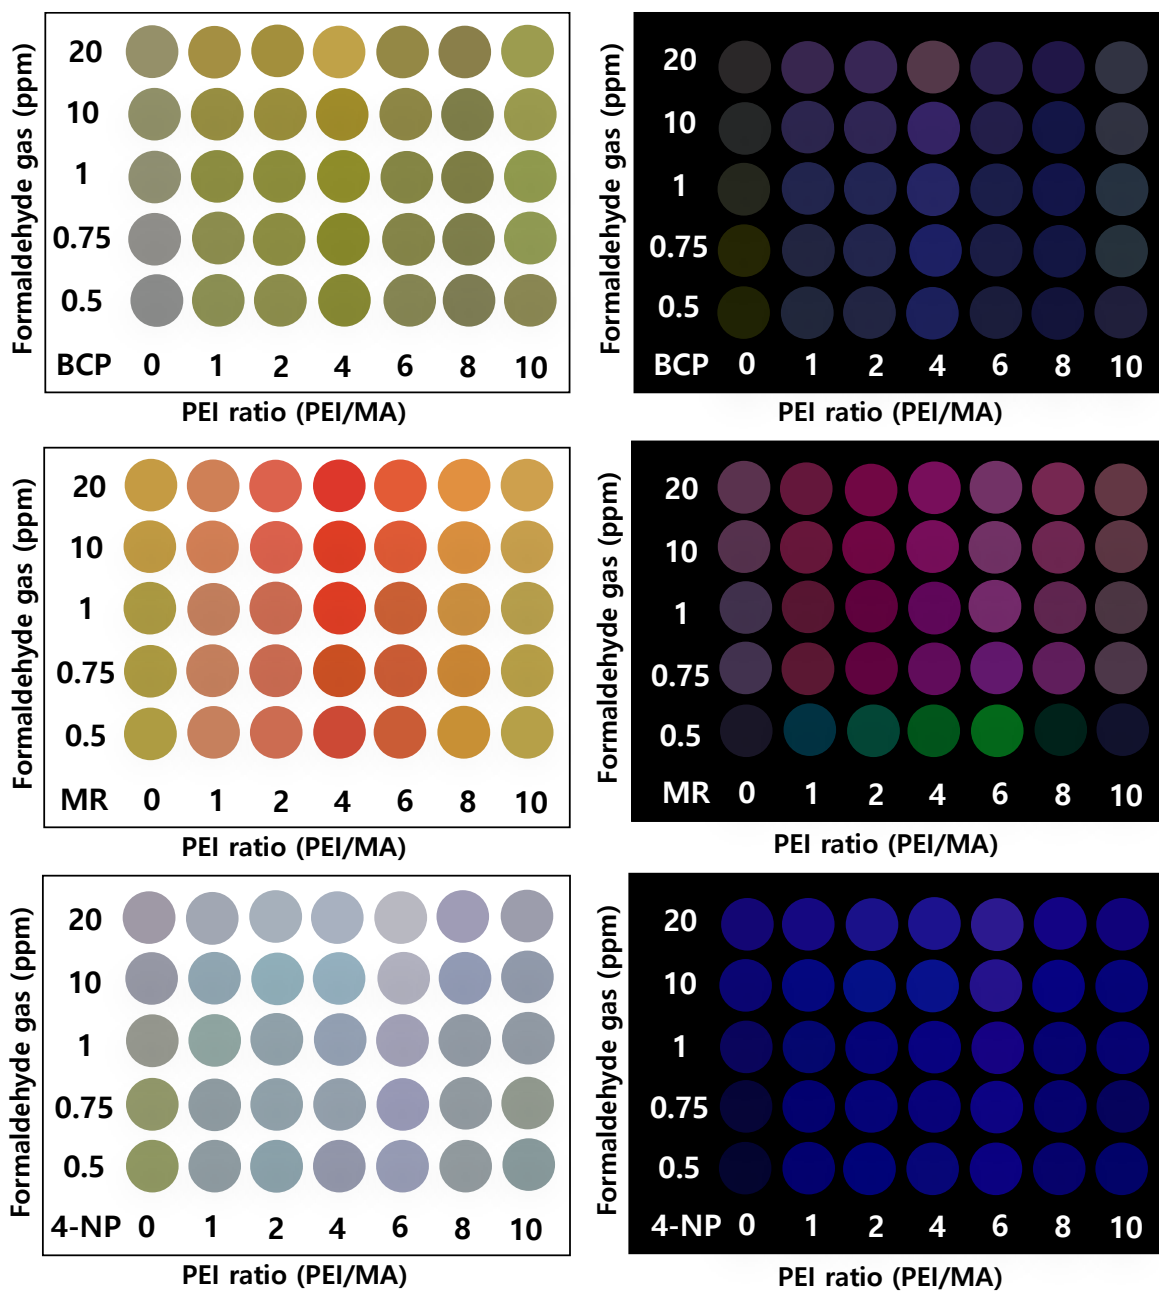 Formaldehyde gas (ppm)
20
10
1
0.75
0.5
BCP 0 1 2 4 6 8 10
PEI ratio (PEI/MA)
Formaldehyde gas (ppm)
20
10
1
0.75
0.5
BCP 0 1 2 4 6 8 10
PEI ratio (PEI/MA)
Formaldehyde gas (ppm)
20
10
1
0.75
0.5
MR 0 1 2 4 6 8 10
PEI ratio (PEI/MA)
Formaldehyde gas (ppm)
20
10
1
0.75
0.5
MR 0 1 2 4 6 8 10
PEI ratio (PEI/MA)
Formaldehyde gas (ppm)
20
10
1
0.75
0.5
4-NP 0 1 2 4 6 8 10
PEI ratio (PEI/MA)
Formaldehyde gas (ppm)
20
10
1
0.75
0.5
4-NP 0 1 2 4 6 8 10
PEI ratio (PEI/MA)